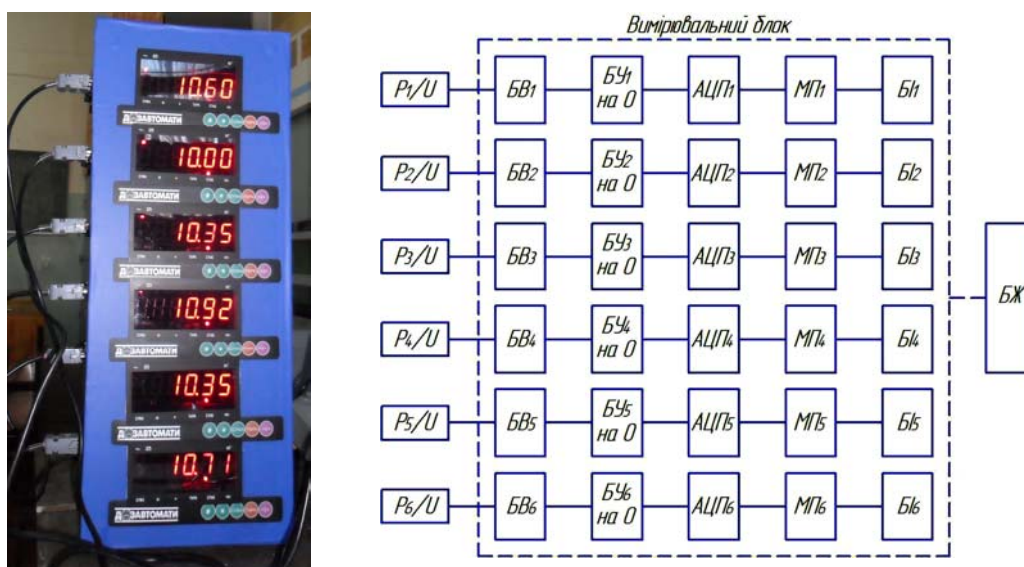 10.60
ДОЗАВТОМАТИ
10.00
ДОЗАВТОМАТИ
10.35
ДОЗАВТОМАТИ
10.92
ДОЗАВТОМАТИ
10.35
ДОЗАВТОМАТИ
10.71
ДОЗАВТОМАТИ
Вимірювальний блок
P1/U БВ1 БУ1 на 0 АЦП1 МП1 БІ1
P2/U БВ2 БУ2 на 0 АЦП2 МП2 БІ2
P3/U БВ3 БУ3 на 0 АЦП3 МП3 БІ3
P4/U БВ4 БУ4 на 0 АЦП4 МП4 БІ4
P5/U БВ5 БУ5 на 0 АЦП5 МП5 БІ5
P6/U БВ6 БУ6 на 0 АЦП6 МП6 БІ6
БЖ